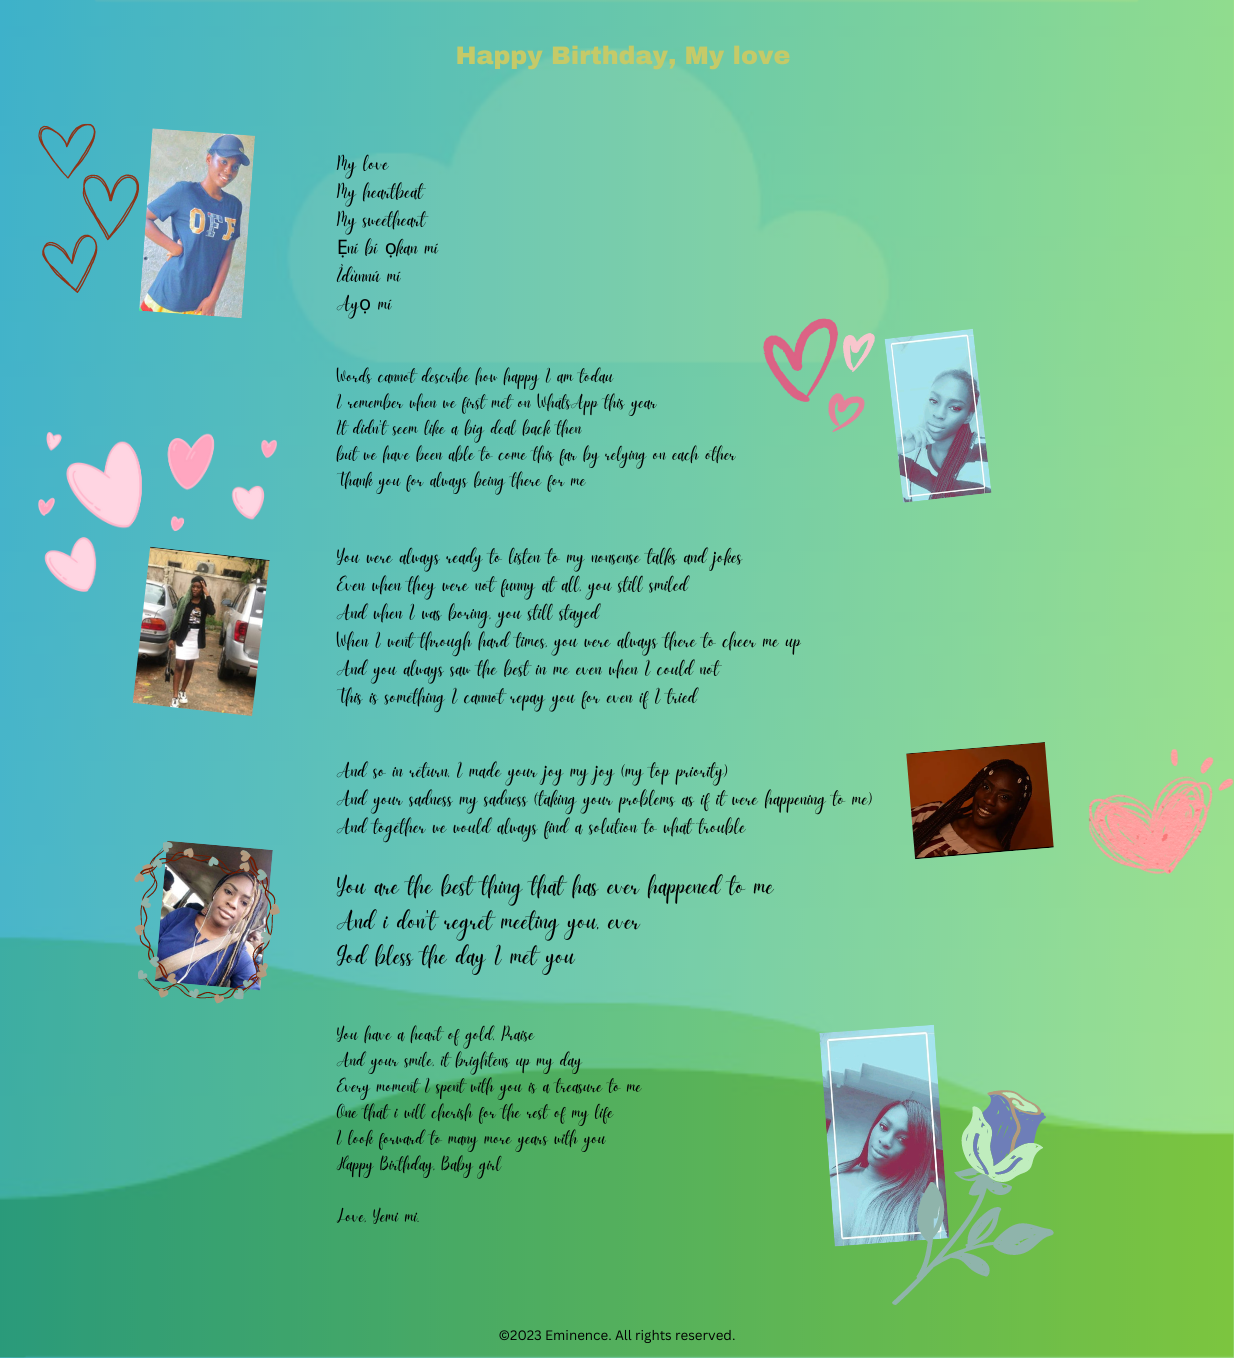 Happy Birthday, My love
My love
My heartbeat
My sweetheart
Ẹni bí ọkan mi
Ìdùnnú mi
Ayọ mi
Words cannot describe how happy I am today
I remember when we first met on WhatsApp this year
It didn't seem like a big deal back then
but we have been able to come this far by relying on each other
Thank you for always being there for me
You were always ready to listen to my nonsense talks and jokes
Even when they were not funny at all, you still smiled
And when I was boring, you still stayed
When I went through hard times, you were always there to cheer me up
And you always saw the best in me even when I could not
This is something I cannot repay you for even if I tried
And so in return, I made your joy my joy (my top priority)
And your sadness my sadness (taking your problems as if it were happening to me)
And together we would always find a solution to what trouble
You are the best thing that has ever happened to me
And i don't regret meeting you, ever
God bless the day I met you
You have a heart of gold, Praise
And your smile, it brightens up my day
Every moment I spent with you is a treasure to me
One that i will cherish for the rest of my life
I look forward to many more years with you
Happy Birthday, Baby girl
Love, Yemi mi.
OFF
©2023 Eminence. All rights reserved.